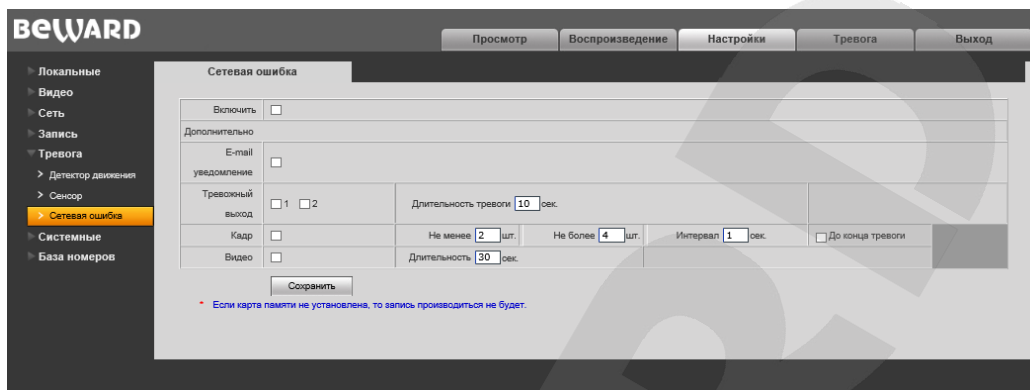 BEWARD
Просмотр Воспроизведение Настройки Тревога Выход
Локальные
Видео
Сеть
Запись
Тревога
Детектор движения
Сенсор
Сетевая ошибка
Системные
База номеров
Сетевая ошибка
Включить
Дополнительно
E-mail
уведомление
Тревожный
выход
1 2 Длительность тревоги 10 сек.
Кадр Не менее 2 шт. Не более 4 шт. Интервал 1 сек. До конца тревоги
Видео Длительность 30 сек.
Сохранить
* Если карта памяти не установлена, то запись производиться не будет.